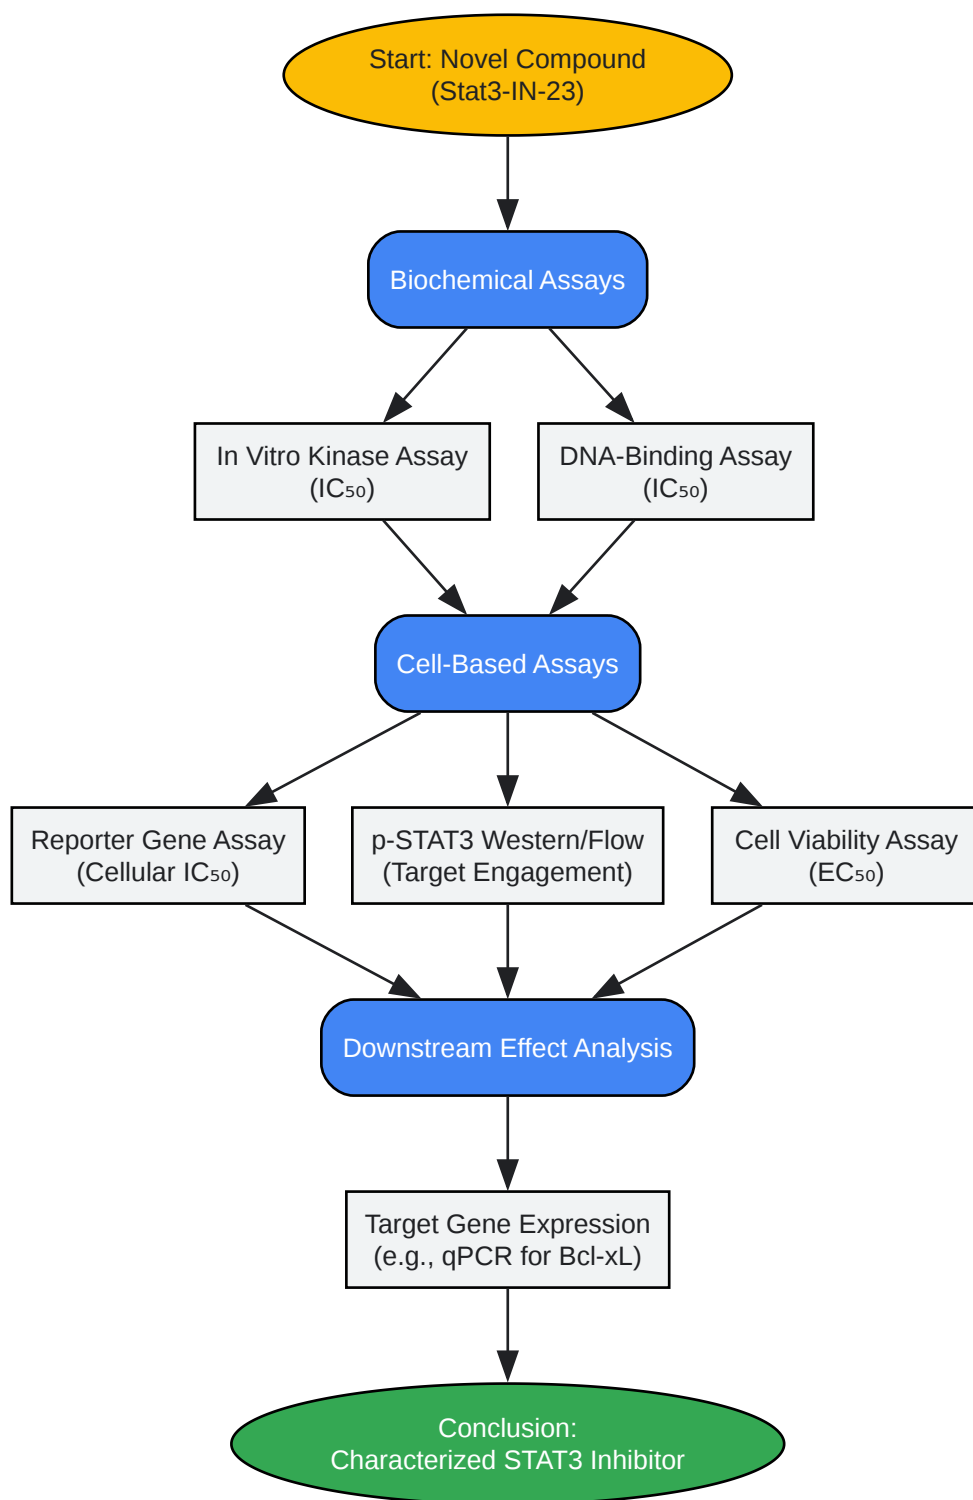 Start: Novel Compound
(Stat3-IN-23)
Biochemical Assays
In Vitro Kinase Assay
(IC₅₀)
DNA-Binding Assay
(IC₅₀)
Cell-Based Assays
Reporter Gene Assay
(Cellular IC₅₀)
p-STAT3 Western/Flow
(Target Engagement)
Cell Viability Assay
(EC₅₀)
Downstream Effect Analysis
Target Gene Expression
(e.g., qPCR for Bcl-xL)
Conclusion:
Characterized STAT3 Inhibitor